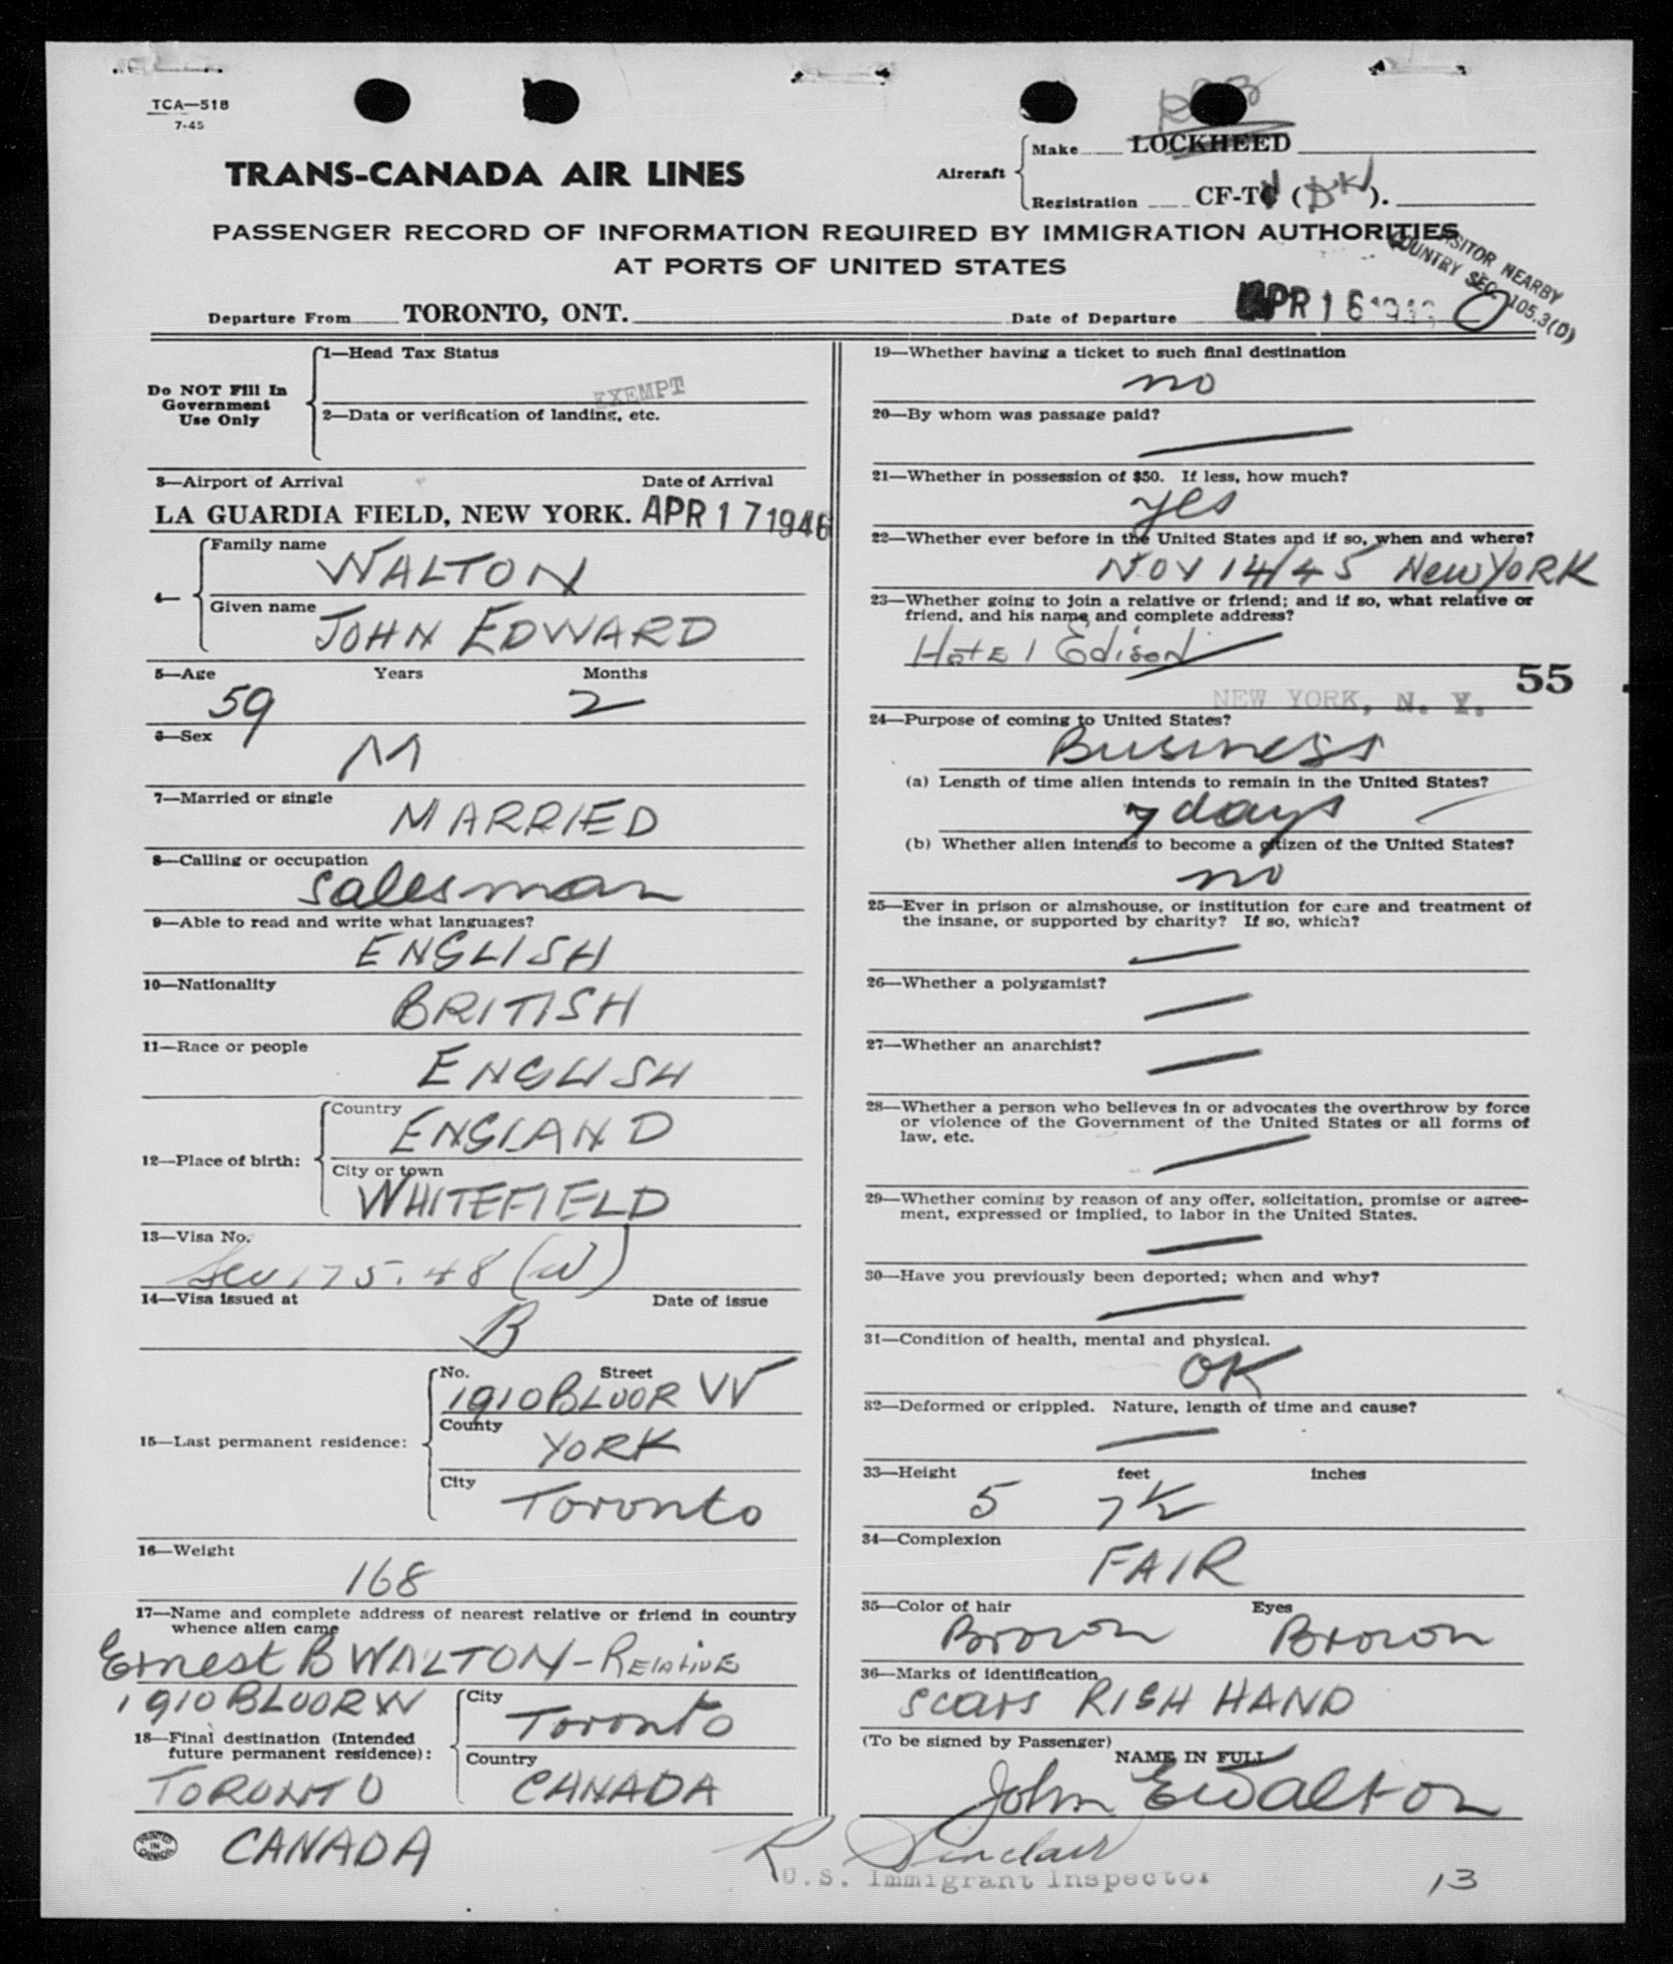 TCA—518
7-45
TRANS-CANADA AIR LINES
Aircraft
Make LOCKHEED
Registration CF-TC (DK).
PASSENGER RECORD OF INFORMATION REQUIRED BY IMMIGRATION AUTHORITIES
AT PORTS OF UNITED STATES
VISITOR NEARBY
COUNTRY SEC. 105.3(D)
Departure From TORONTO, ONT. Date of Departure APR 16
Do NOT Fill In
Government
Use Only
1—Head Tax Status
EXEMPT
2—Data or verification of landing, etc.
3—Airport of Arrival Date of Arrival
LA GUARDIA FIELD, NEW YORK. APR 17 1946
4—
Family name WALTON
Given name JOHN EDWARD
5—Age Years Months
59 2
6—Sex
M
7—Married or single
MARRIED
8—Calling or occupation
Salesman
9—Able to read and write what languages?
ENGLISH
10—Nationality
BRITISH
11—Race or people
ENGLISH
12—Place of birth:
Country
ENGLAND
City or town
WHITEFIELD
13—Visa No.
Sec 175.48 (W)
14—Visa issued at Date of issue
B
15—Last permanent residence:
No. Street
1910 BLOOR W
County
YORK
City
Toronto
16—Weight
168
17—Name and complete address of nearest relative or friend in country
whence alien came
Ernest B WALTON - RELATIVE
1910 BLOOR W
City
Toronto
18—Final destination (Intended
future permanent residence):
Country
TORONTO
CANADA
CANADA
PRINTED
IN
CANADA
19—Whether having a ticket to such final destination
no
20—By whom was passage paid?
21—Whether in possession of $50. If less, how much?
yes
22—Whether ever before in the United States and if so, when and where?
NOV 14/45 New YORK
23—Whether going to join a relative or friend; and if so, what relative or
friend, and his name and complete address?
HotEl Edison
55
NEW YORK, N. Y.
24—Purpose of coming to United States?
Business
(a) Length of time alien intends to remain in the United States?
7 days
(b) Whether alien intends to become a citizen of the United States?
no
25—Ever in prison or almshouse, or institution for care and treatment of
the insane, or supported by charity? If so, which?
26—Whether a polygamist?
27—Whether an anarchist?
28—Whether a person who believes in or advocates the overthrow by force
or violence of the Government of the United States or all forms of
law, etc.
29—Whether coming by reason of any offer, solicitation, promise or agree-
ment, expressed or implied, to labor in the United States.
30—Have you previously been deported; when and why?
31—Condition of health, mental and physical.
OK
32—Deformed or crippled. Nature, length of time and cause?
33—Height feet inches
5 7 ½
34—Complexion
FAIR
35—Color of hair Eyes
Brown Brown
36—Marks of identification
Scars RIGH HAND
(To be signed by Passenger)
NAME IN FULL
John E Walton
R Sinclair
U.S. Immigrant Inspector
13